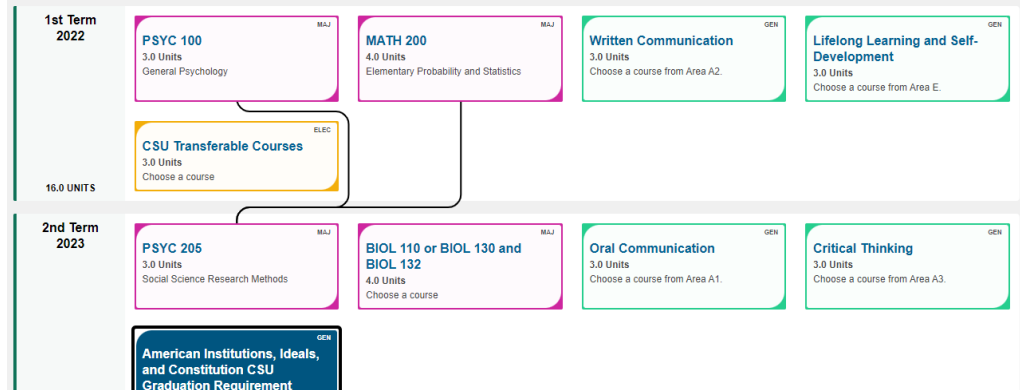 1st Term
2022
16.0 UNITS
MAJ
PSYC 100
3.0 Units
General Psychology
MAJ
MATH 200
4.0 Units
Elementary Probability and Statistics
GEN
Written Communication
3.0 Units
Choose a course from Area A2.
GEN
Lifelong Learning and Self-
Development
3.0 Units
Choose a course from Area E.
ELEC
CSU Transferable Courses
3.0 Units
Choose a course
2nd Term
2023
MAJ
PSYC 205
3.0 Units
Social Science Research Methods
MAJ
BIOL 110 or BIOL 130 and
BIOL 132
4.0 Units
Choose a course
GEN
Oral Communication
3.0 Units
Choose a course from Area A1.
GEN
Critical Thinking
3.0 Units
Choose a course from Area A3.
GEN
American Institutions, Ideals,
and Constitution CSU
Graduation Requirement